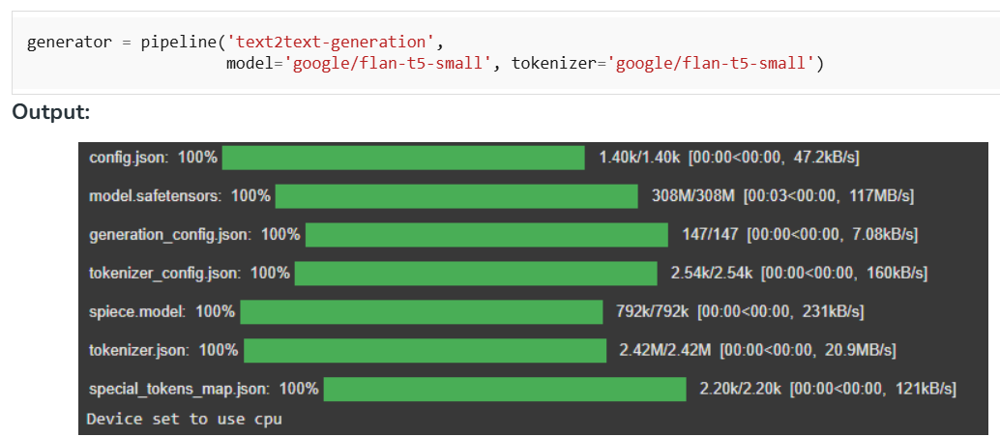 generator = pipeline('text2text-generation',
model='google/flan-t5-small', tokenizer='google/flan-t5-small')
Output:
config.json: 100% 1.40k/1.40k [00:00<00:00, 47.2kB/s]
model.safetensors: 100% 308M/308M [00:03<00:00, 117MB/s]
generation_config.json: 100% 147/147 [00:00<00:00, 7.08kB/s]
tokenizer_config.json: 100% 2.54k/2.54k [00:00<00:00, 160kB/s]
spiece.model: 100% 792k/792k [00:00<00:00, 231kB/s]
tokenizer.json: 100% 2.42M/2.42M [00:00<00:00, 20.9MB/s]
special_tokens_map.json: 100% 2.20k/2.20k [00:00<00:00, 121kB/s]
Device set to use cpu